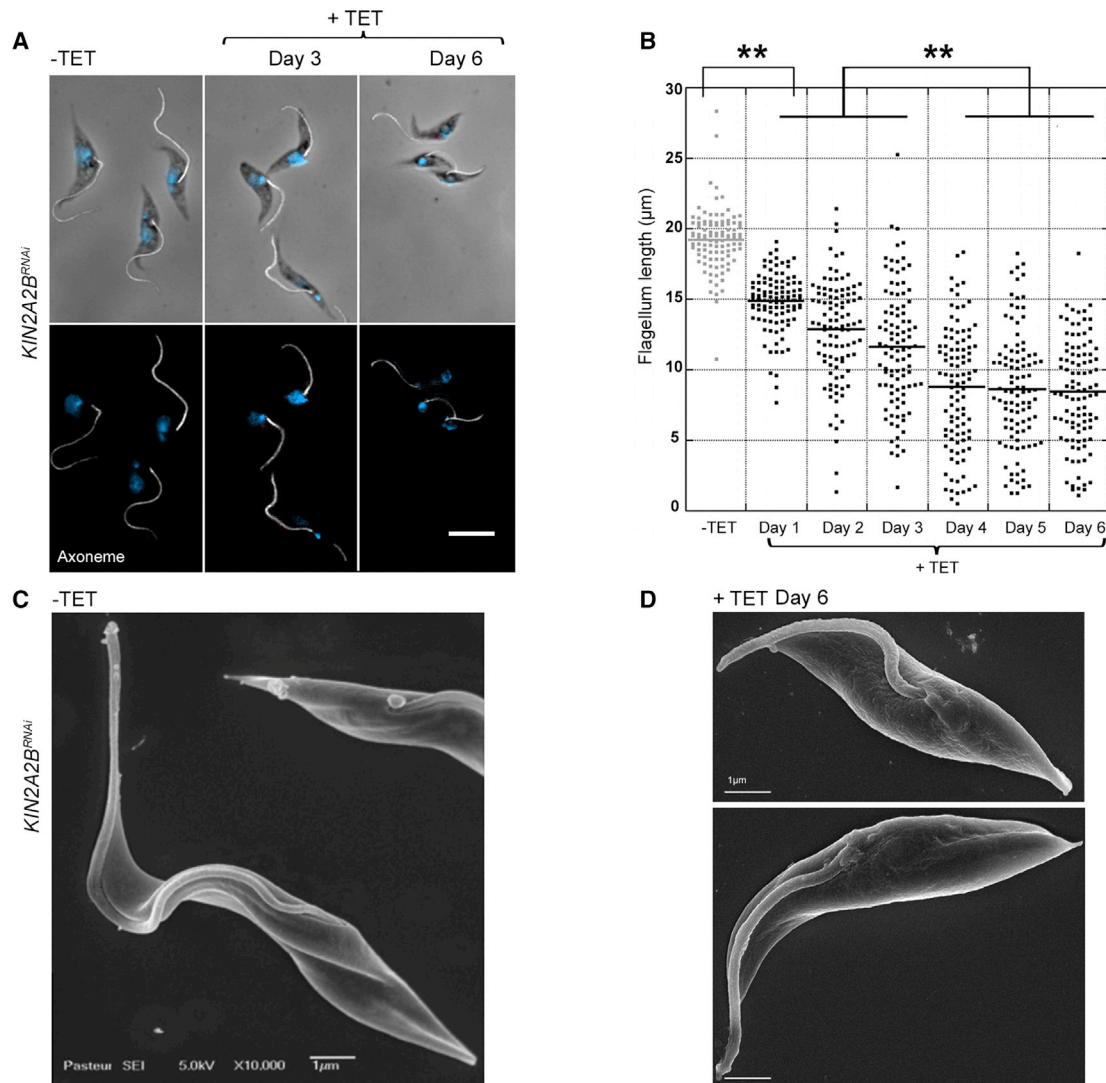 A
+ TET
-TET
Day 3
Day 6
KIN2A2B^RNAi
Axoneme
B
**
**
Flagellum length (µm)
30
25
20
15
10
5
0
-TET
Day 1
Day 2
Day 3
Day 4
Day 5
Day 6
+ TET
C
-TET
KIN2A2B^RNAi
Pasteur SEI 5.0kV X10,000 1µm
D
+ TET Day 6
1µm